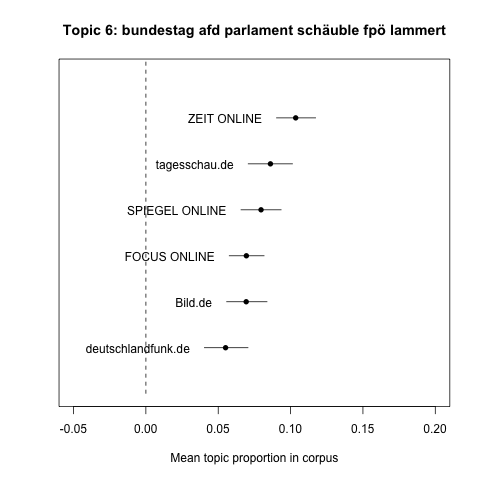 Topic 6: bundestag afd parlament schäuble fpö lammert
ZEIT ONLINE
tagesschau.de
SPIEGEL ONLINE
FOCUS ONLINE
Bild.de
deutschlandfunk.de
-0.05 0.00 0.05 0.10 0.15 0.20
Mean topic proportion in corpus